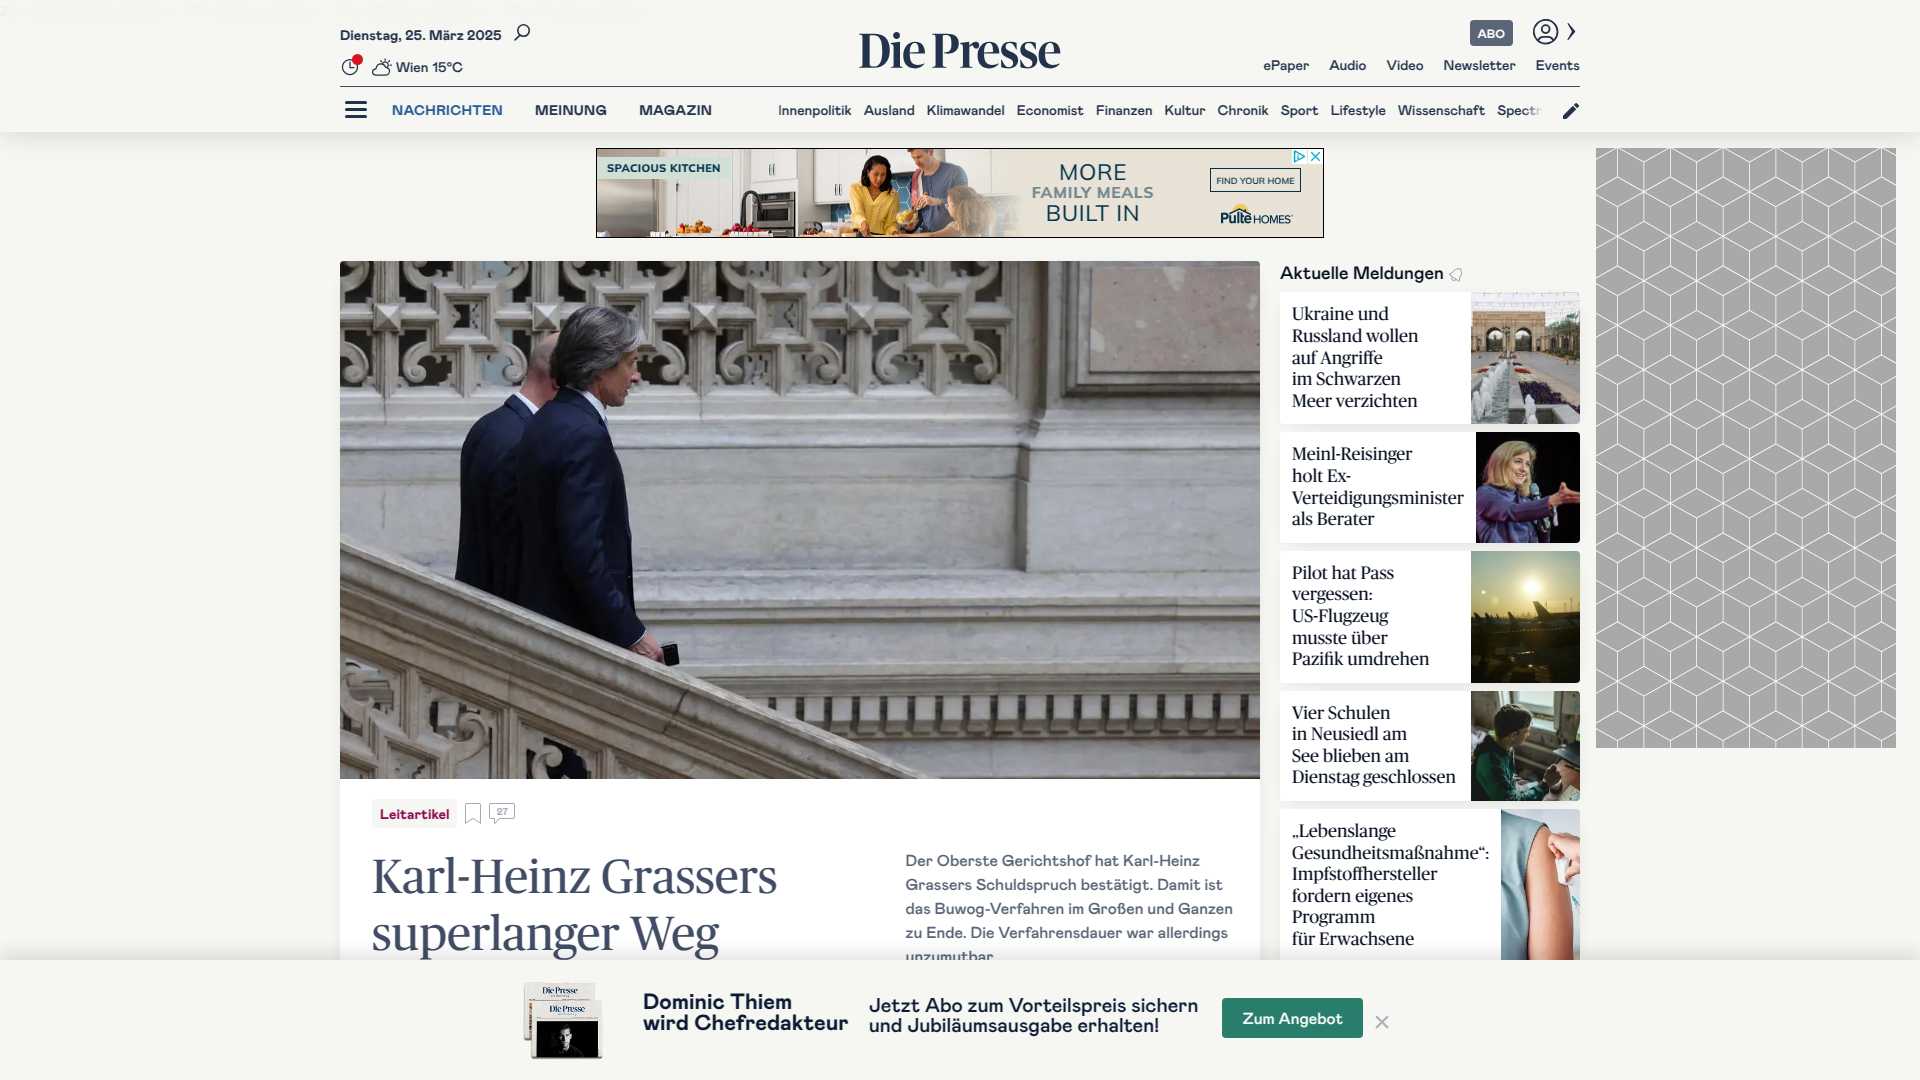 Dienstag, 25. März 2025
Wien 15°C
Die Presse
ABO
ePaper Audio Video Newsletter Events
NACHRICHTEN MEINUNG MAGAZIN
Innenpolitik Ausland Klimawandel Economist Finanzen Kultur Chronik Sport Lifestyle Wissenschaft Spectr
SPACIOUS KITCHEN
MORE
FAMILY MEALS
BUILT IN
FIND YOUR HOME
Pulte HOMES
Leitartikel
27
Karl-Heinz Grassers
superlanger Weg
Der Oberste Gerichtshof hat Karl-Heinz
Grassers Schuldspruch bestätigt. Damit ist
das Buwog-Verfahren im Großen und Ganzen
zu Ende. Die Verfahrensdauer war allerdings
unzumutbar
Aktuelle Meldungen
Ukraine und
Russland wollen
auf Angriffe
im Schwarzen
Meer verzichten
Meinl-Reisinger
holt Ex-
Verteidigungsminister
als Berater
Pilot hat Pass
vergessen:
US-Flugzeug
musste über
Pazifik umdrehen
Vier Schulen
in Neusiedl am
See blieben am
Dienstag geschlossen
„Lebenslange
Gesundheitsmaßnahme“:
Impfstoffhersteller
fordern eigenes
Programm
für Erwachsene
Die Presse
Die Presse
Dominic Thiem
wird Chefredakteur
Jetzt Abo zum Vorteilspreis sichern
und Jubiläumsausgabe erhalten!
Zum Angebot